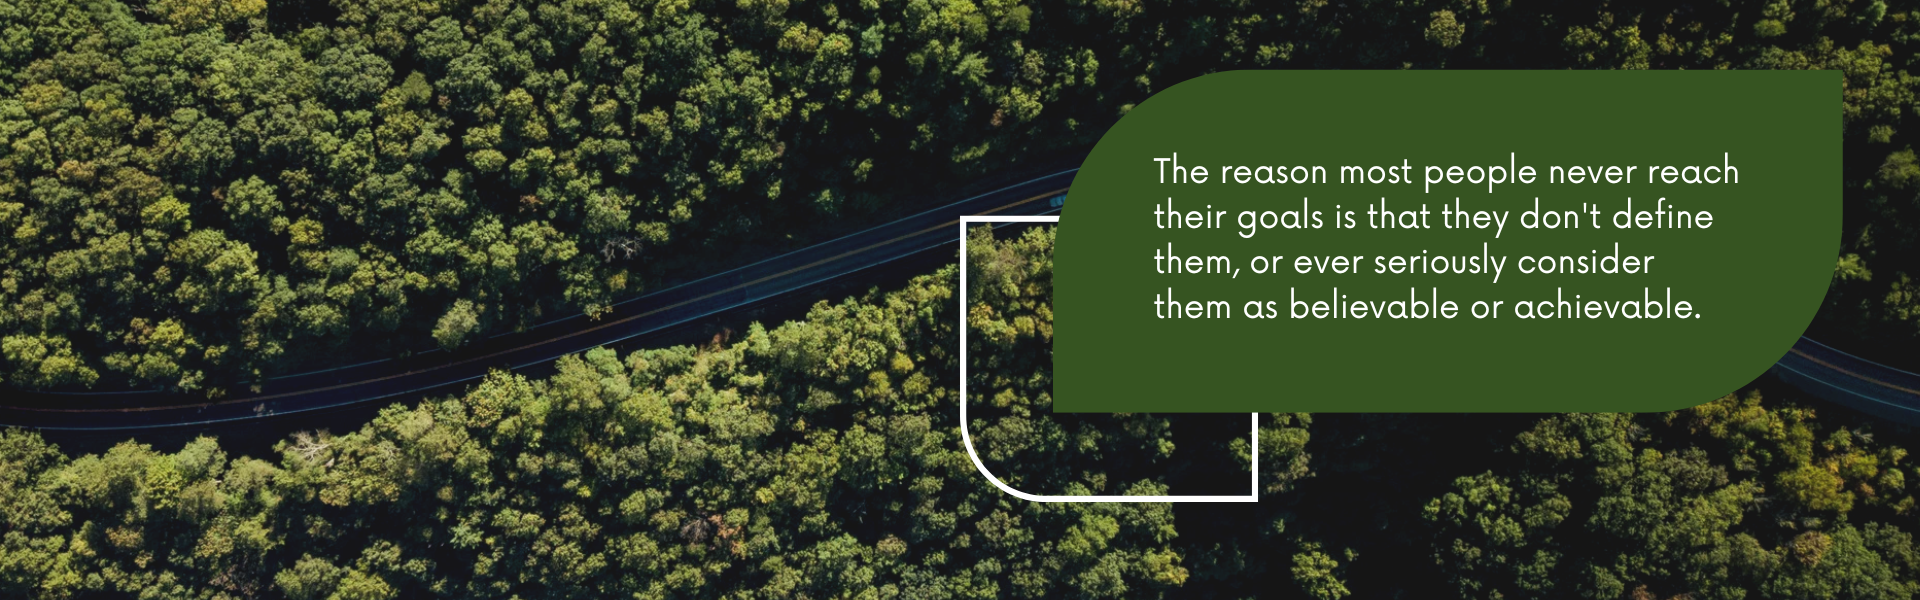 The reason most people never reach
their goals is that they don't define
them, or ever seriously consider
them as believable or achievable.